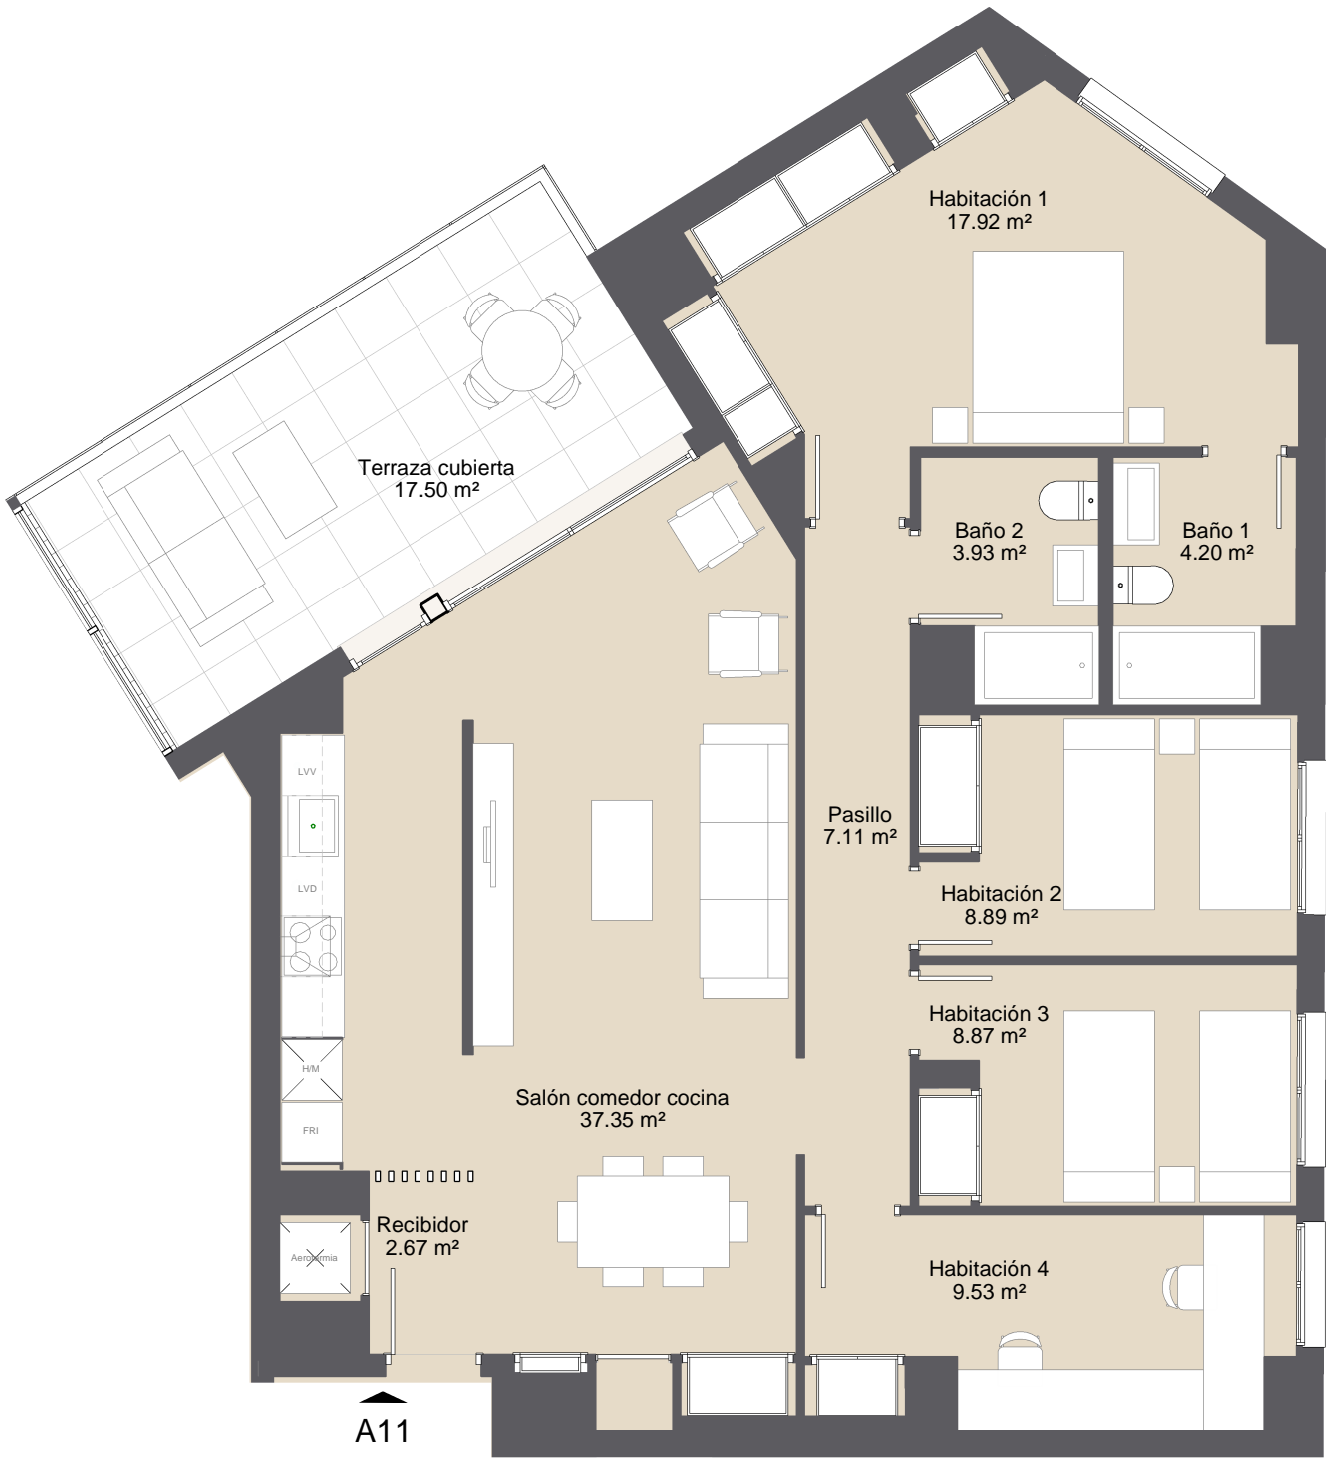 Habitación 1
17.92 m²
Terraza cubierta
17.50 m²
Baño 2
3.93 m²
Baño 1
4.20 m²
LVV
Pasillo
7.11 m²
LVD
Habitación 2
8.89 m²
Habitación 3
8.87 m²
H/M
Salón comedor cocina
37.35 m²
FRI
Recibidor
2.67 m²
Aerotermia
Habitación 4
9.53 m²
A11